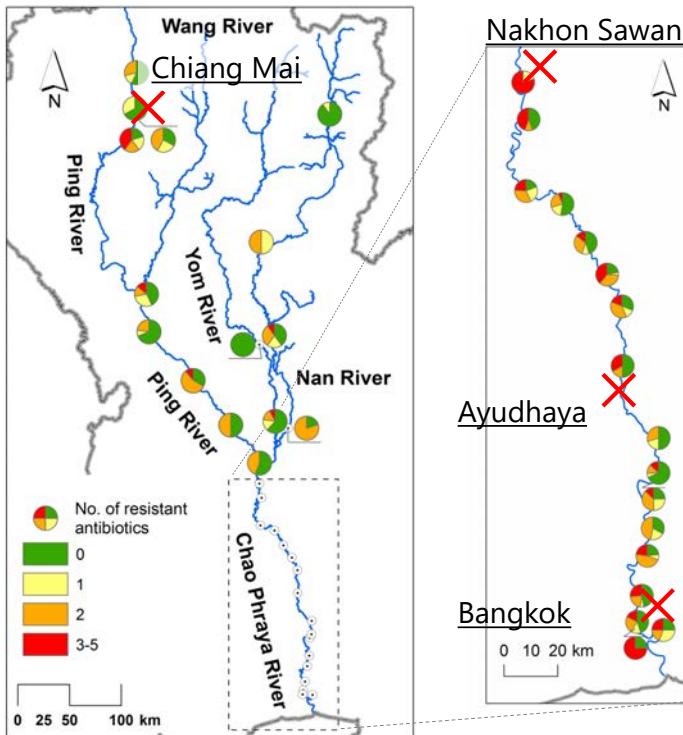 Wang River
Chiang Mai
N
Ping River
Yom River
Ping River
Nan River
No. of resistant
antibiotics
0
1
2
3-5
Chao Phraya River
0 25 50 100 km
Nakhon Sawan
N
Ayudhaya
Bangkok
0 10 20 km